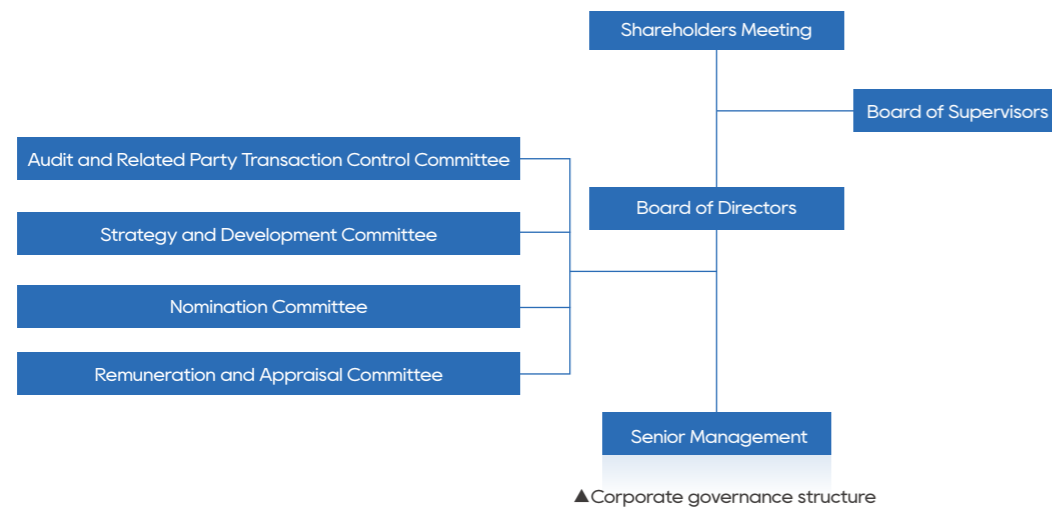 Shareholders Meeting
Board of Supervisors
Audit and Related Party Transaction Control Committee
Board of Directors
Strategy and Development Committee
Nomination Committee
Remuneration and Appraisal Committee
Senior Management
▲Corporate governance structure